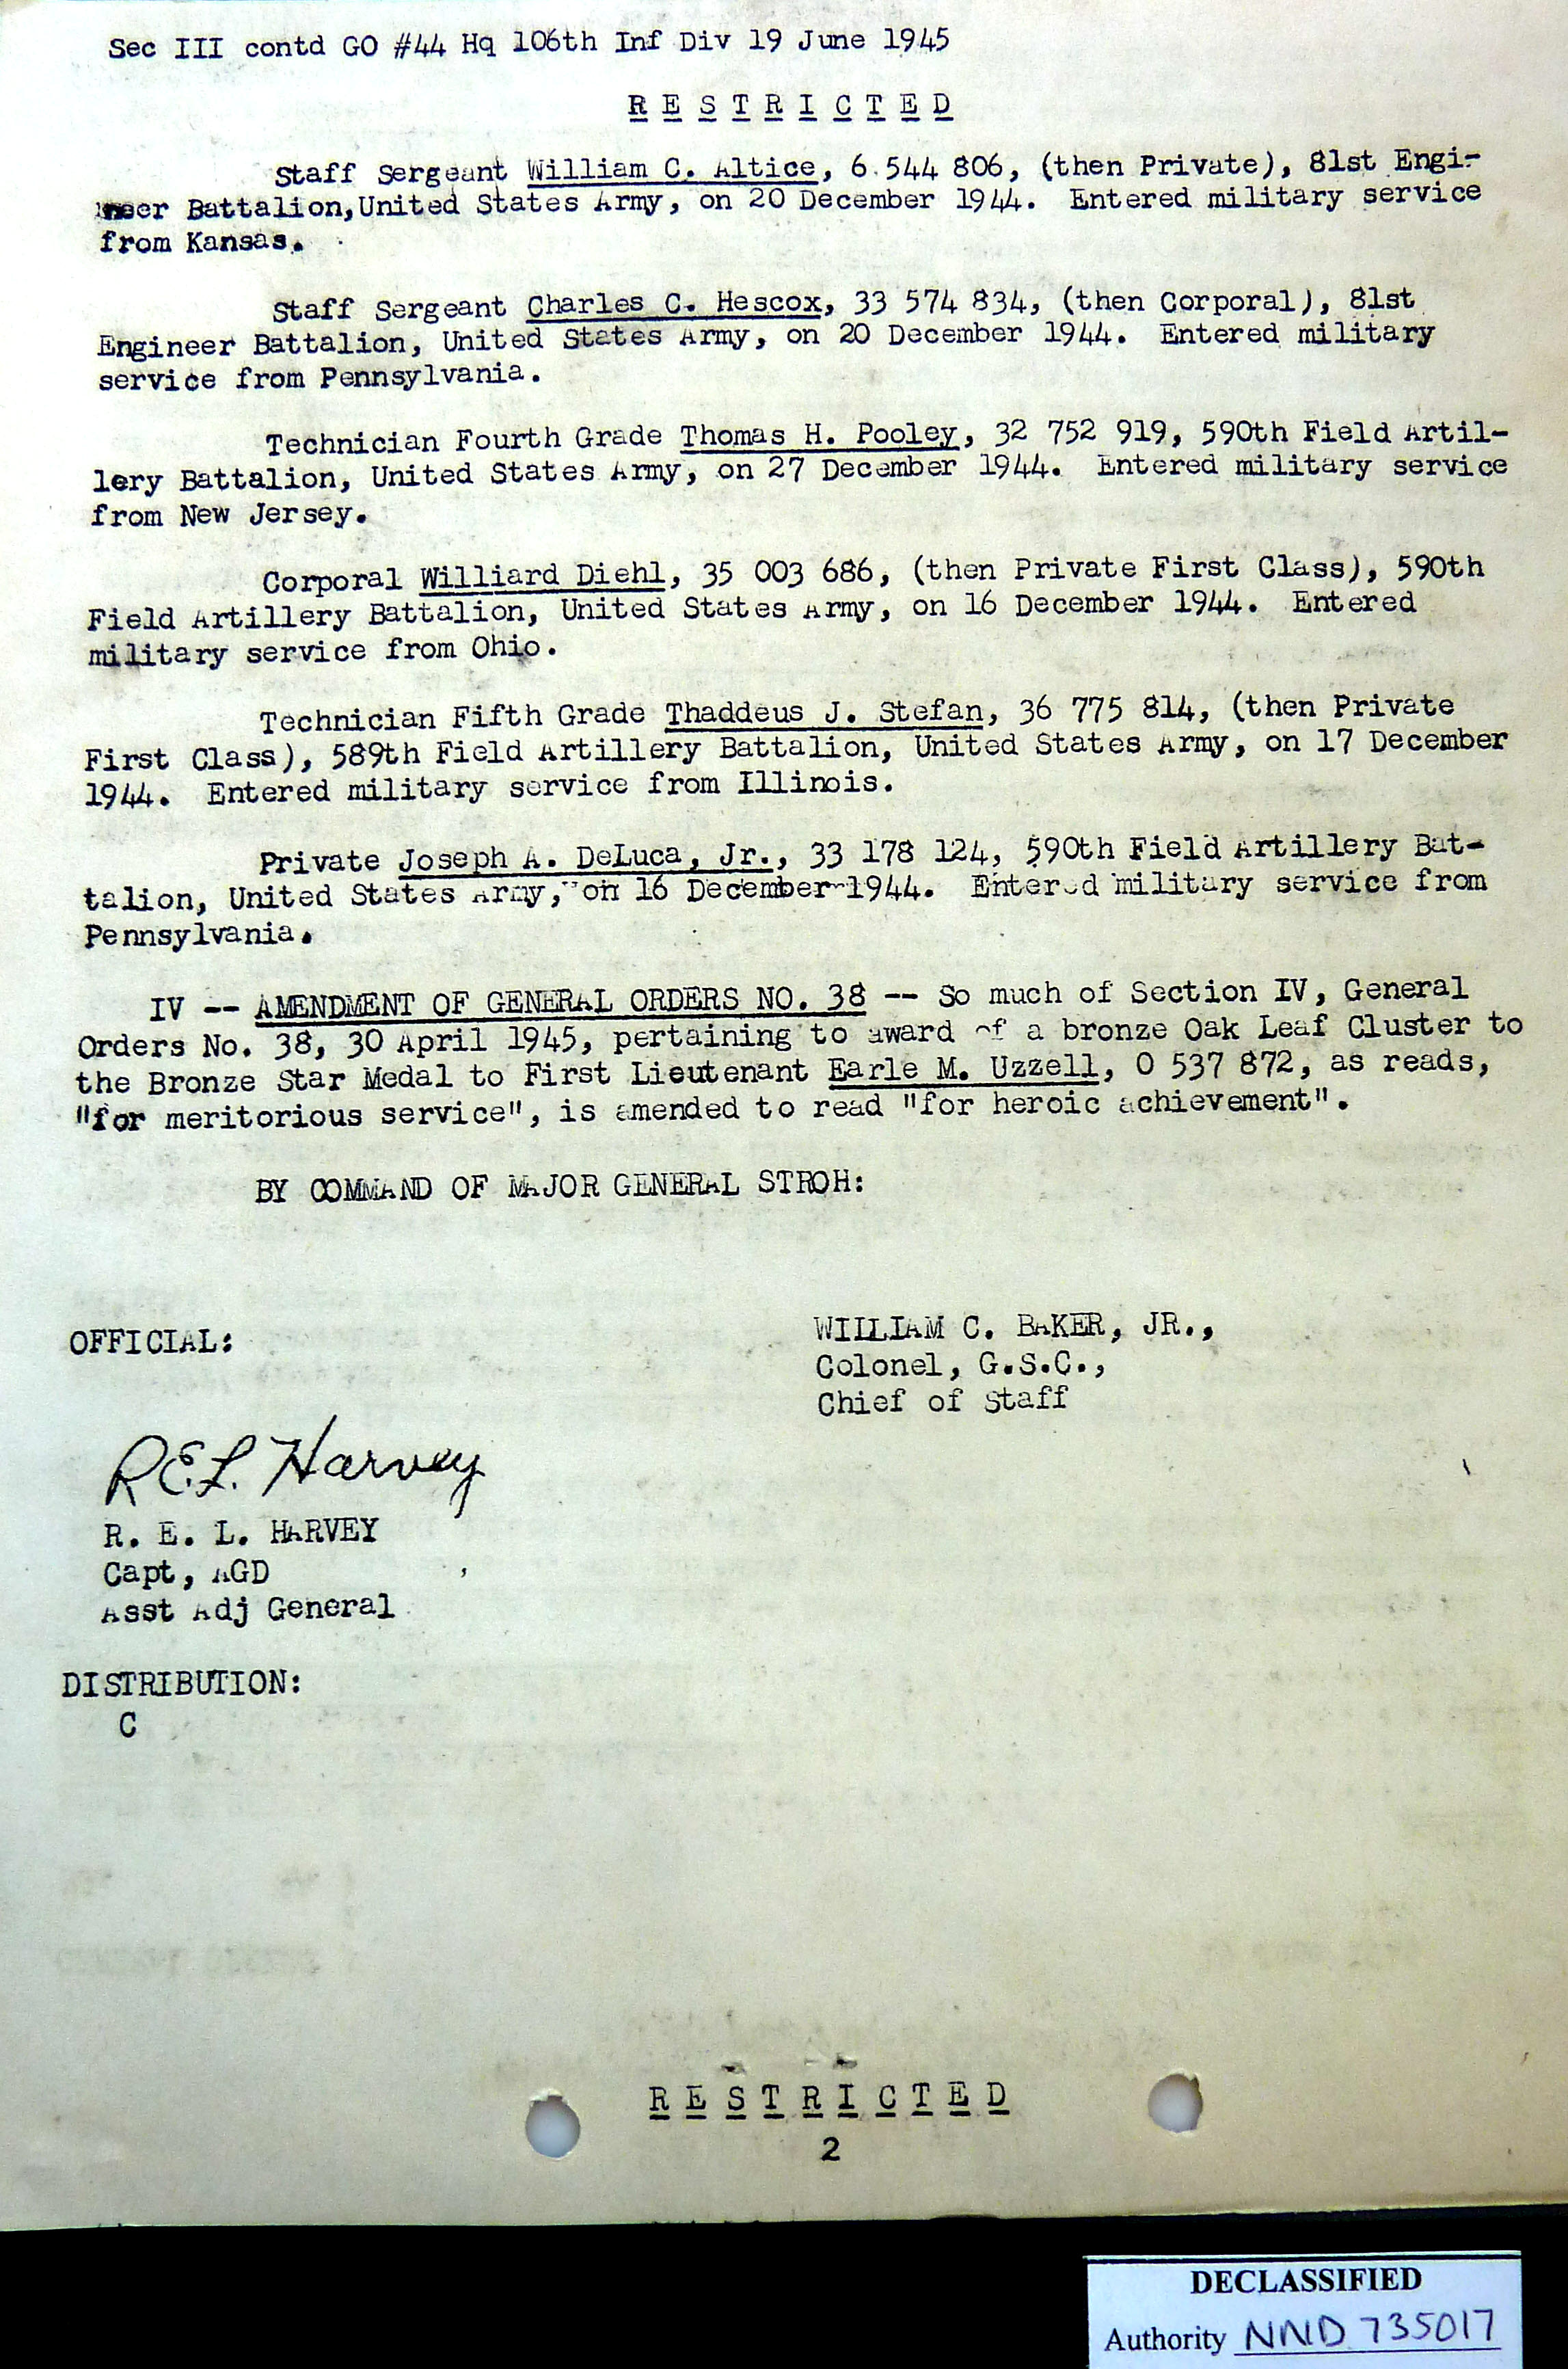 Sec III contd GO #44 Hq 106th Inf Div 19 June 1945
R E S T R I C T E D
Staff Sergeant William C. Altice, 6 544 806, (then Private), 81st Engi-
neer Battalion, United States Army, on 20 December 1944. Entered military service
from Kansas.
Staff Sergeant Charles C. Hescox, 33 574 834, (then Corporal), 81st
Engineer Battalion, United States Army, on 20 December 1944. Entered military
service from Pennsylvania.
Technician Fourth Grade Thomas H. Pooley, 32 752 919, 590th Field Artil-
lery Battalion, United States Army, on 27 December 1944. Entered military service
from New Jersey.
Corporal Williard Diehl, 35 003 686, (then Private First Class), 590th
Field Artillery Battalion, United States Army, on 16 December 1944. Entered
military service from Ohio.
Technician Fifth Grade Thaddeus J. Stefan, 36 775 814, (then Private
First Class), 589th Field Artillery Battalion, United States Army, on 17 December
1944. Entered military service from Illinois.
Private Joseph A. DeLuca, Jr., 33 178 124, 590th Field Artillery Bat-
talion, United States Army, on 16 December 1944. Entered military service from
Pennsylvania.
IV -- AMENDMENT OF GENERAL ORDERS NO. 38 -- So much of Section IV, General
Orders No. 38, 30 April 1945, pertaining to award of a bronze Oak Leaf Cluster to
the Bronze Star Medal to First Lieutenant Earle M. Uzzell, O 537 872, as reads,
"for meritorious service", is amended to read "for heroic achievement".
BY COMMAND OF MAJOR GENERAL STROH:
WILLIAM C. BAKER, JR.,
Colonel, G.S.C.,
Chief of Staff
OFFICIAL:
R.E.L. Harvey
R. E. L. HARVEY
Capt, AGD
Asst Adj General
DISTRIBUTION:
C
R E S T R I C T E D
2
DECLASSIFIED
Authority NND 735017